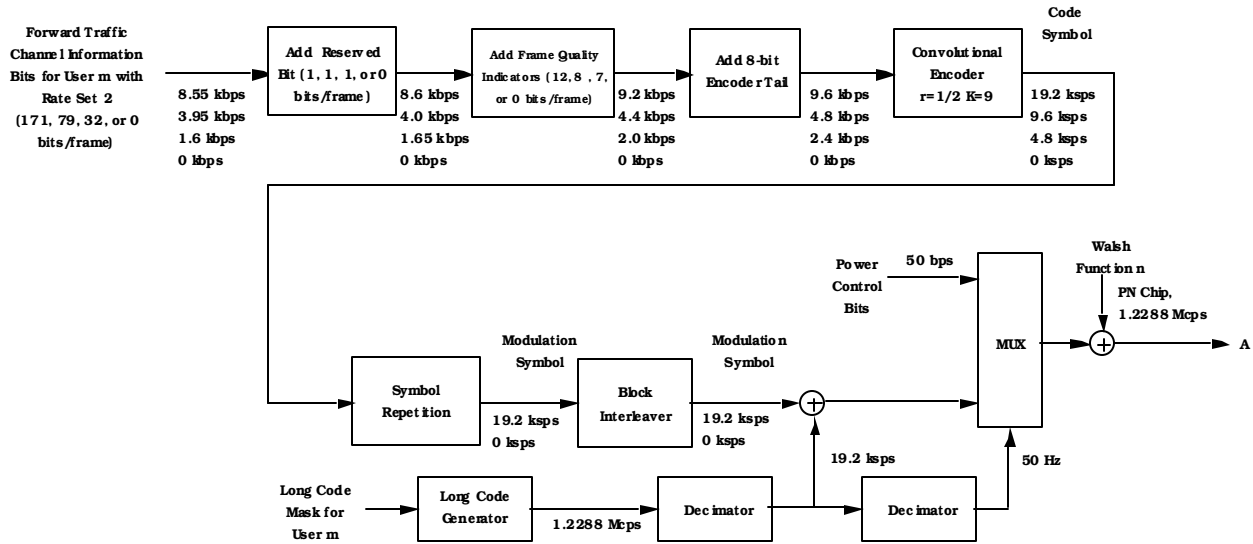 Forward Traffic
Channel Information
Bits for User m with
Rate Set 2
(171, 79, 32, or 0
bits/frame)
8.55 kbps
3.95 kbps
1.6 kbps
0 kbps
Add Reserved
Bit (1, 1, 1, or 0
bits/frame)
8.6 kbps
4.0 kbps
1.65 kbps
0 kbps
Add Frame Quality
Indicators (12, 8, 7,
or 0 bits/frame)
9.2 kbps
4.4 kbps
2.0 kbps
0 kbps
Add 8-bit
Encoder Tail
9.6 kbps
4.8 kbps
2.4 kbps
0 kbps
Convolutional
Encoder
r=1/2 K=9
Code
Symbol
19.2 ksps
9.6 ksps
4.8 ksps
0 ksps
Power
Control
Bits
50 bps
MUX
Walsh
Function n
PN Chip,
1.2288 Mcps
A
Symbol
Repetition
Modulation
Symbol
19.2 ksps
0 ksps
Block
Interleaver
Modulation
Symbol
19.2 ksps
0 ksps
19.2 ksps
50 Hz
Long Code
Mask for
User m
Long Code
Generator
1.2288 Mcps
Decimator
Decimator